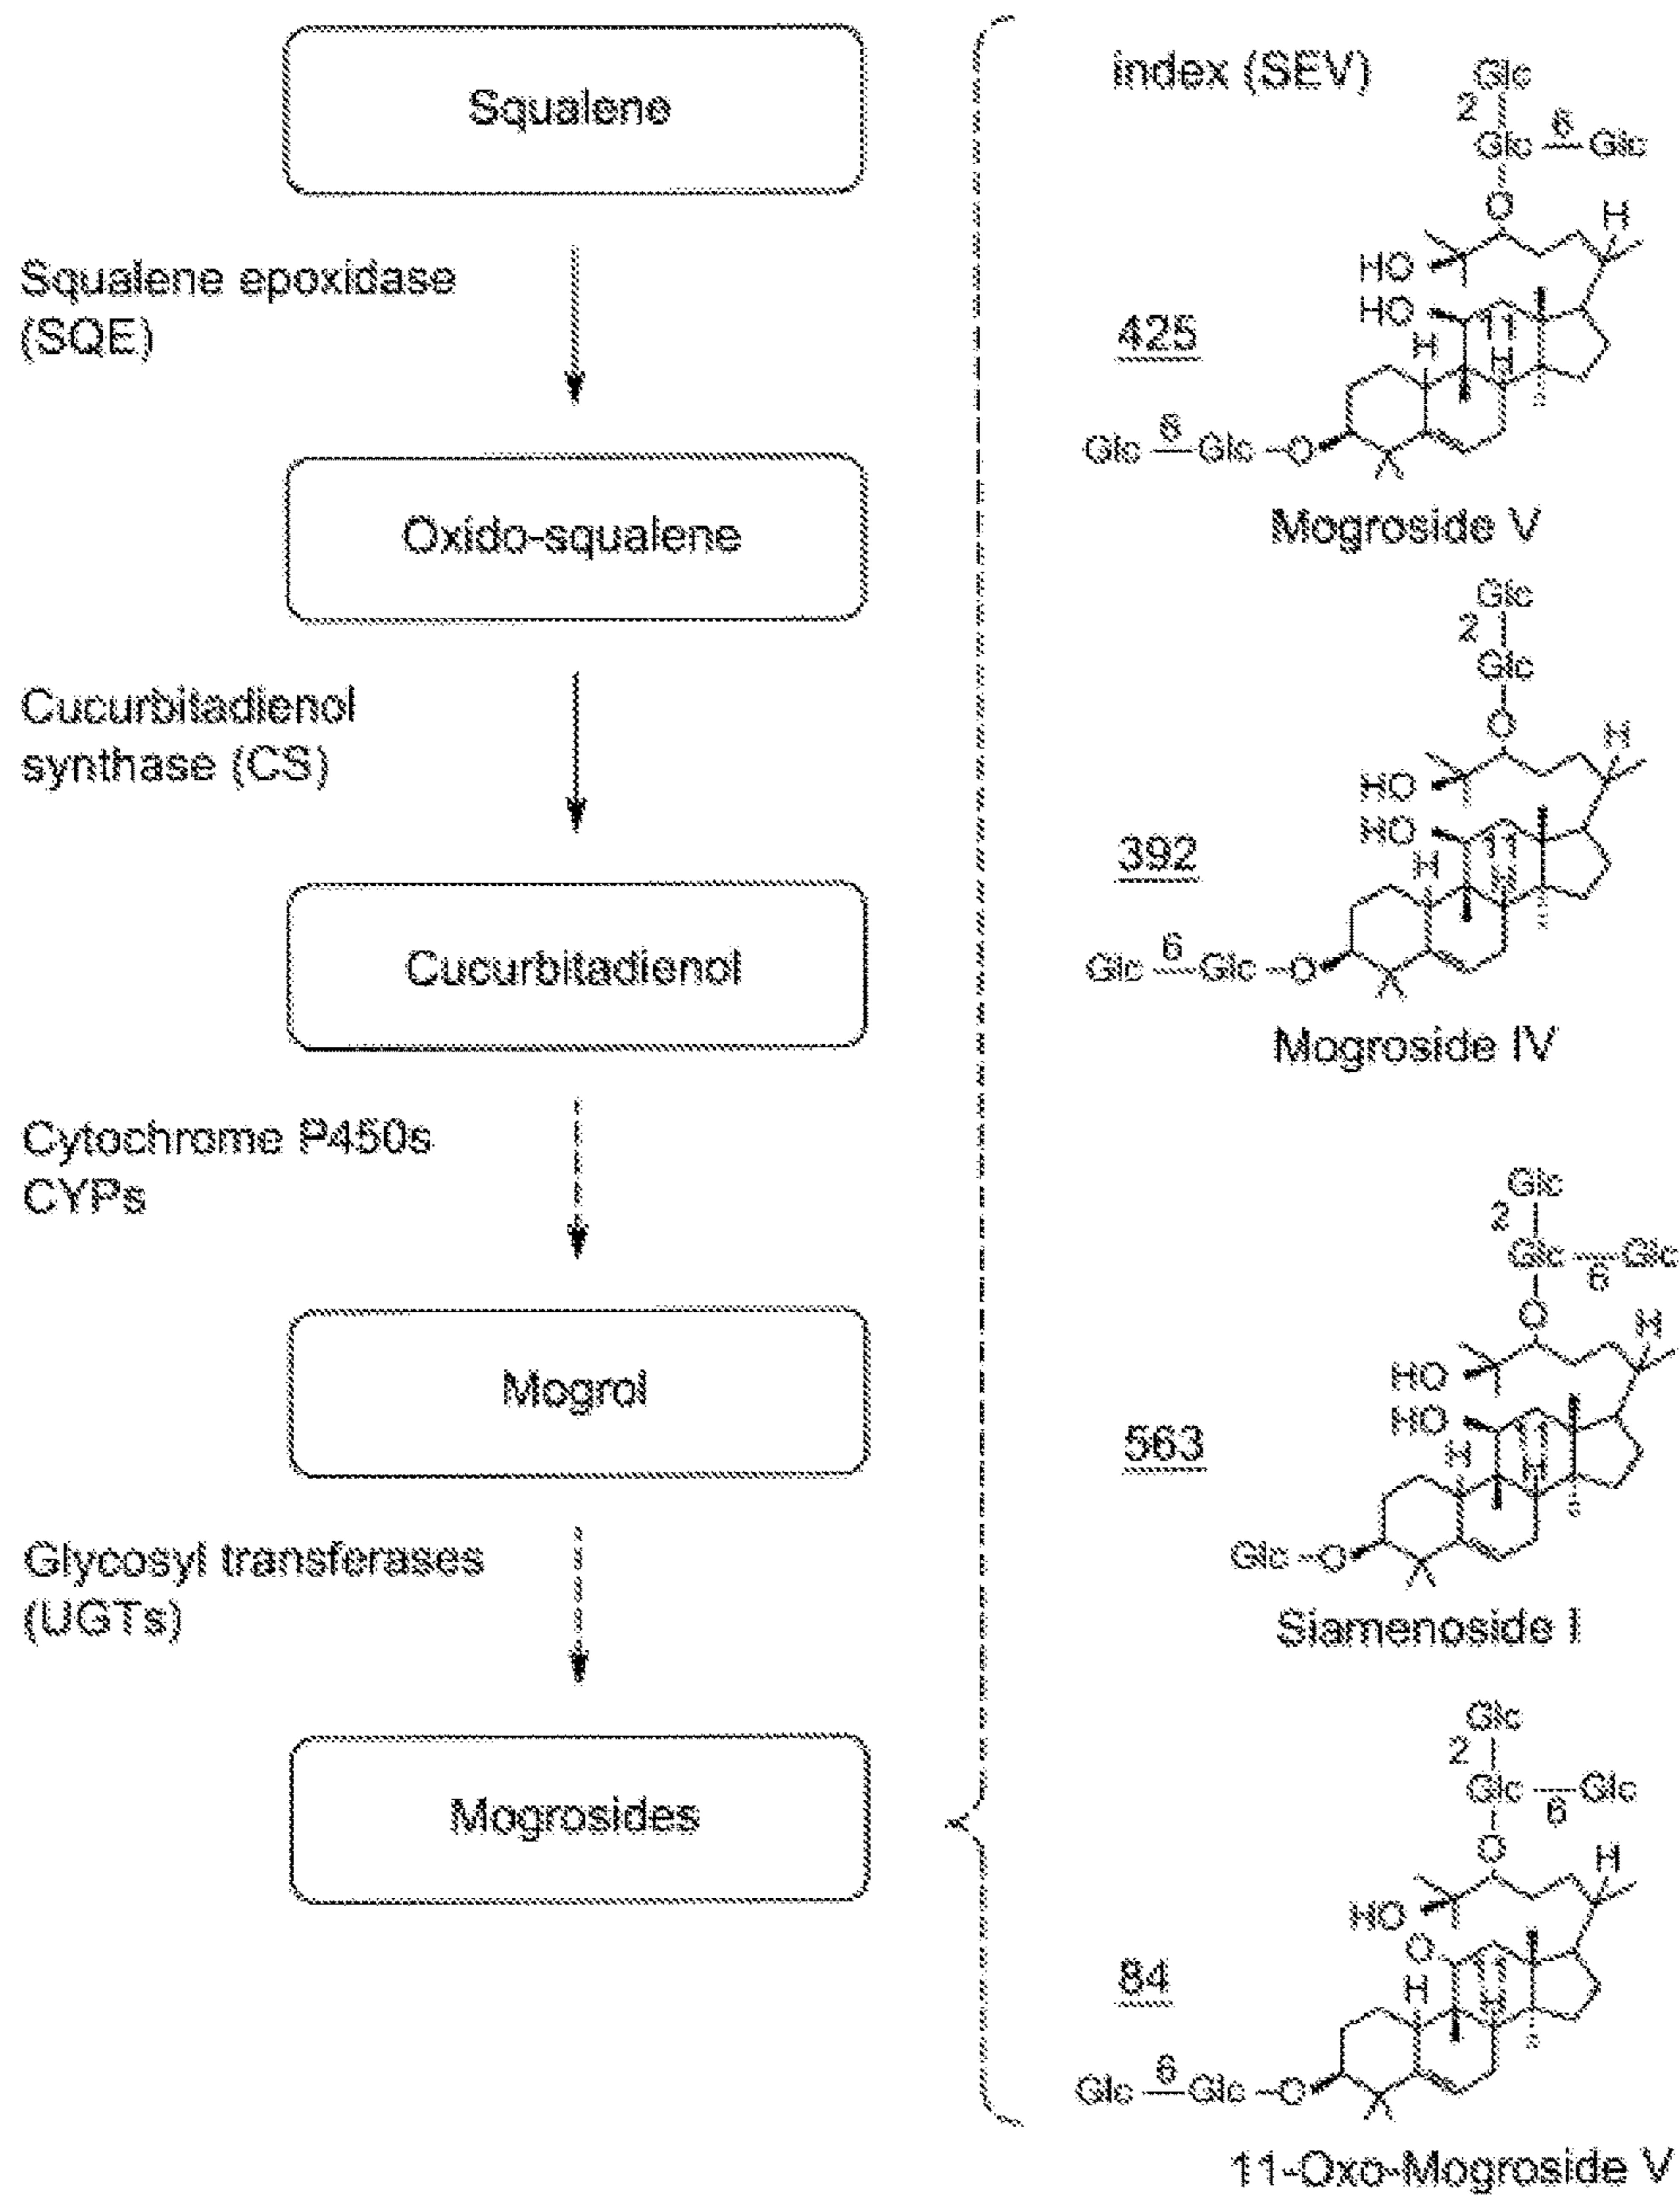 Squalene
Squalene epoxidase
(SQE)
Oxido-squalene
Cucurbitadienol
synthase (CS)
Cucurbitadienol
Cytochrome P450s
CYPs
Mogrol
Glycosyl transferases
(UGTs)
Mogrosides
index (SEV)
Glc
2
Glc 6 Glc
O
H
HO
HO
425
11
H
H
Glc 6 Glc O
Mogroside V
Glc
2
Glc
O
H
HO
HO
392
11
H
H
Glc 6 Glc O
Mogroside IV
Glc
2
Glc 6 Glc
O
H
HO
HO
563
11
H
H
Glc O
Siamenoside I
Glc
2
Glc 6 Glc
O
H
HO
O
84
11
H
H
Glc 6 Glc O
11-Oxo-Mogroside V